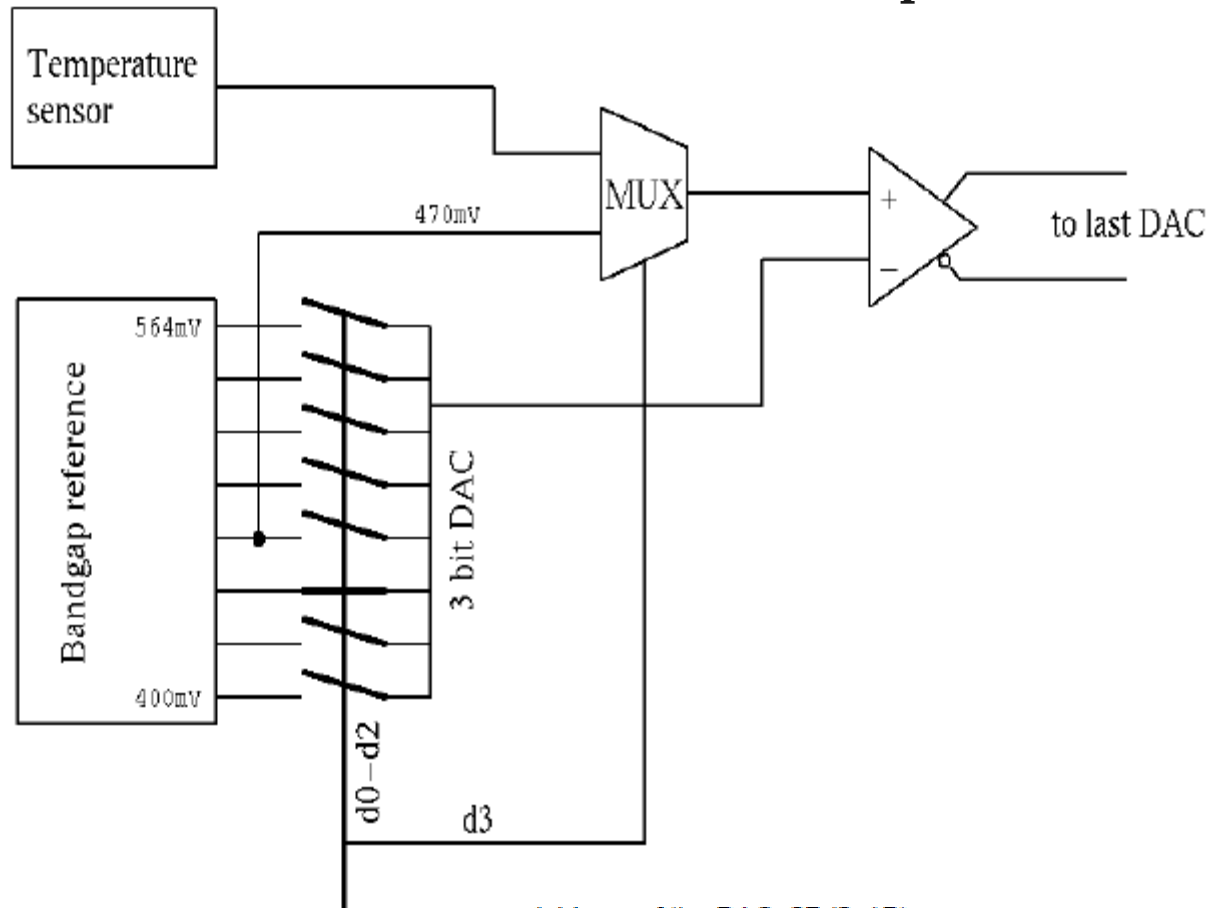 Temperature
sensor
MUX
470mV
+
−
to last DAC
564mV
Bandgap reference
3 bit DAC
400mV
d0-d2
d3